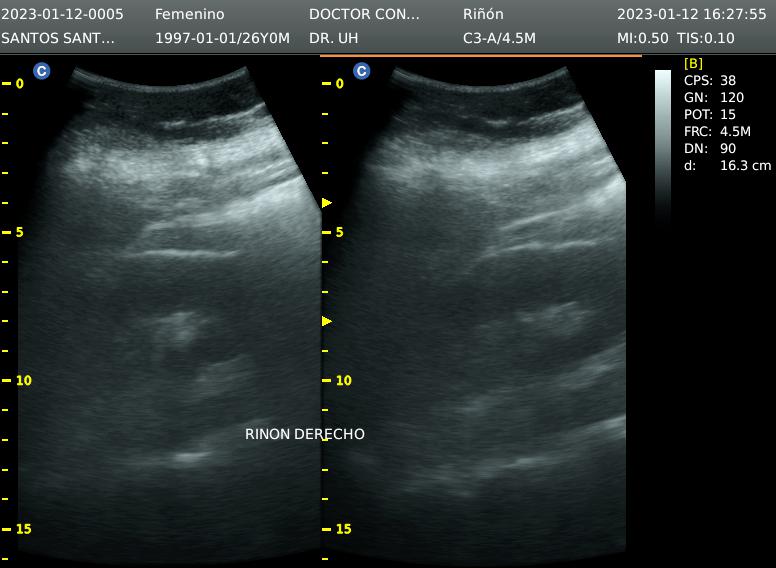 2023-01-12-0005 Femenino DOCTOR CON... Riñón 2023-01-12 16:27:55
SANTOS SANT... 1997-01-01/26Y0M DR. UH C3-A/4.5M MI:0.50 TIS:0.10
C C
[B]
CPS: 38
GN: 120
POT: 15
FRC: 4.5M
DN: 90
d: 16.3 cm
0 0
5 5
10 10
RINON DERECHO
15 15